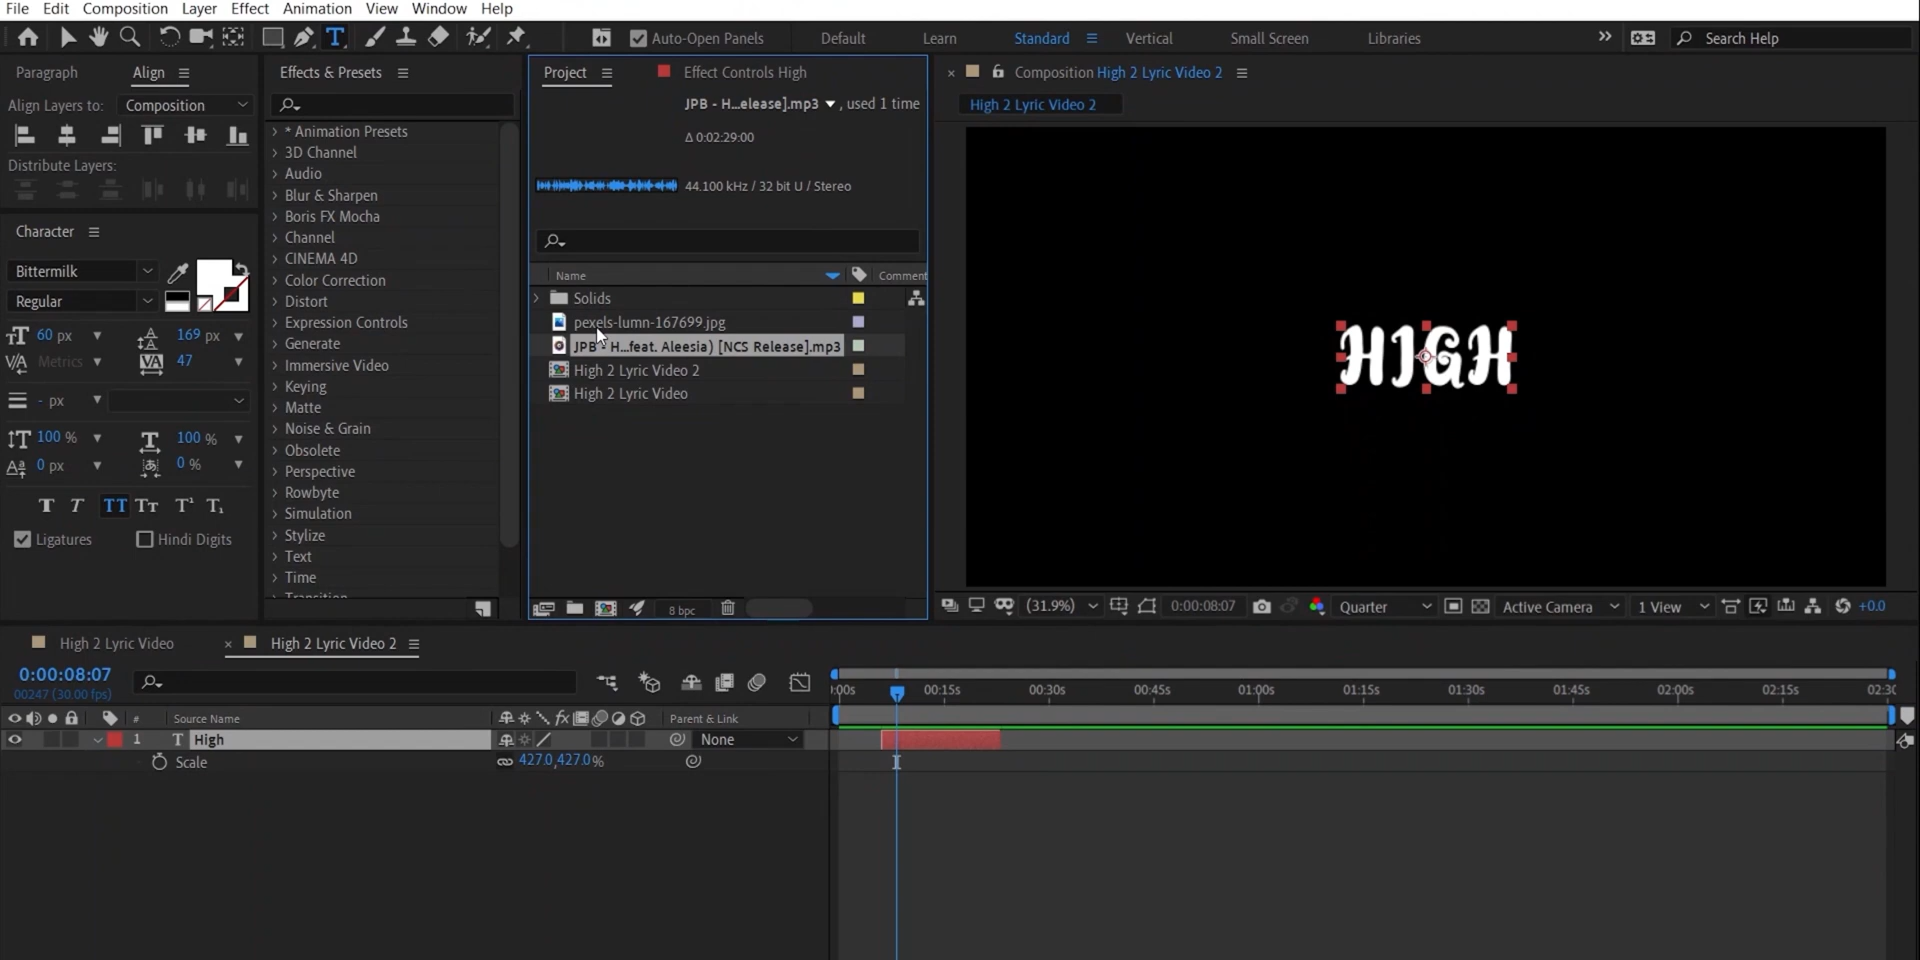 File Edit Composition Layer Effect Animation View Window Help
Auto-Open Panels Default Learn Standard Vertical Small Screen Libraries Search Help
Paragraph Align
Align Layers to: Composition
Distribute Layers:
Character
Bittermilk
Regular
60 px 169 px
Metrics 47
- px
100 % 100 %
0 px 0 %
Ligatures Hindi Digits
Effects & Presets
* Animation Presets
3D Channel
Audio
Blur & Sharpen
Boris FX Mocha
Channel
CINEMA 4D
Color Correction
Distort
Expression Controls
Generate
Immersive Video
Keying
Matte
Noise & Grain
Obsolete
Perspective
Rowbyte
Simulation
Stylize
Text
Time
Transition
Project Effect Controls High
JPB - H...elease].mp3 , used 1 time
Δ 0:02:29:00
44.100 kHz / 32 bit U / Stereo
Name Comment
Solids
pexels-lumn-167699.jpg
JPB - H...feat. Aleesia) [NCS Release].mp3
High 2 Lyric Video 2
High 2 Lyric Video
8 bpc
Composition High 2 Lyric Video 2
High 2 Lyric Video 2
HIGH
(31.9%) 0:00:08:07 Quarter Active Camera 1 View +0.0
High 2 Lyric Video High 2 Lyric Video 2
0:00:08:07
00247 (30.00 fps)
:00s 00:15s 00:30s 00:45s 01:00s 01:15s 01:30s 01:45s 02:00s 02:15s 02:30
# Source Name Parent & Link
1 T High None
Scale 427.0,427.0%